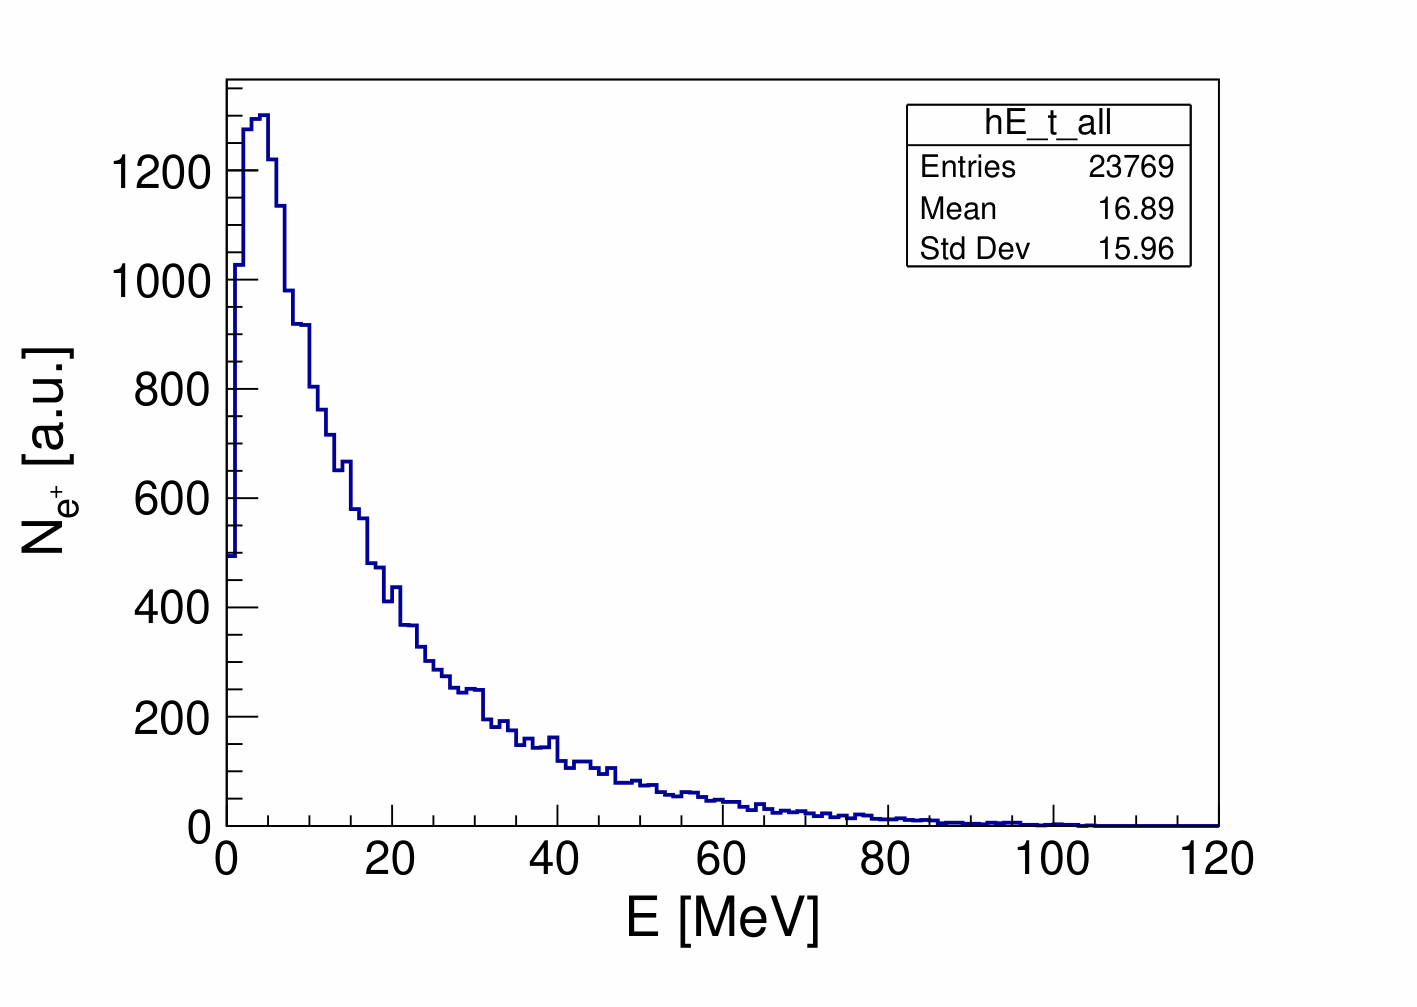 hE_t_all
Entries 23769
Mean 16.89
Std Dev 15.96
1200
1000
800
600
400
200
0
0 20 40 60 80 100 120
E [MeV]
Ne+ [a.u.]